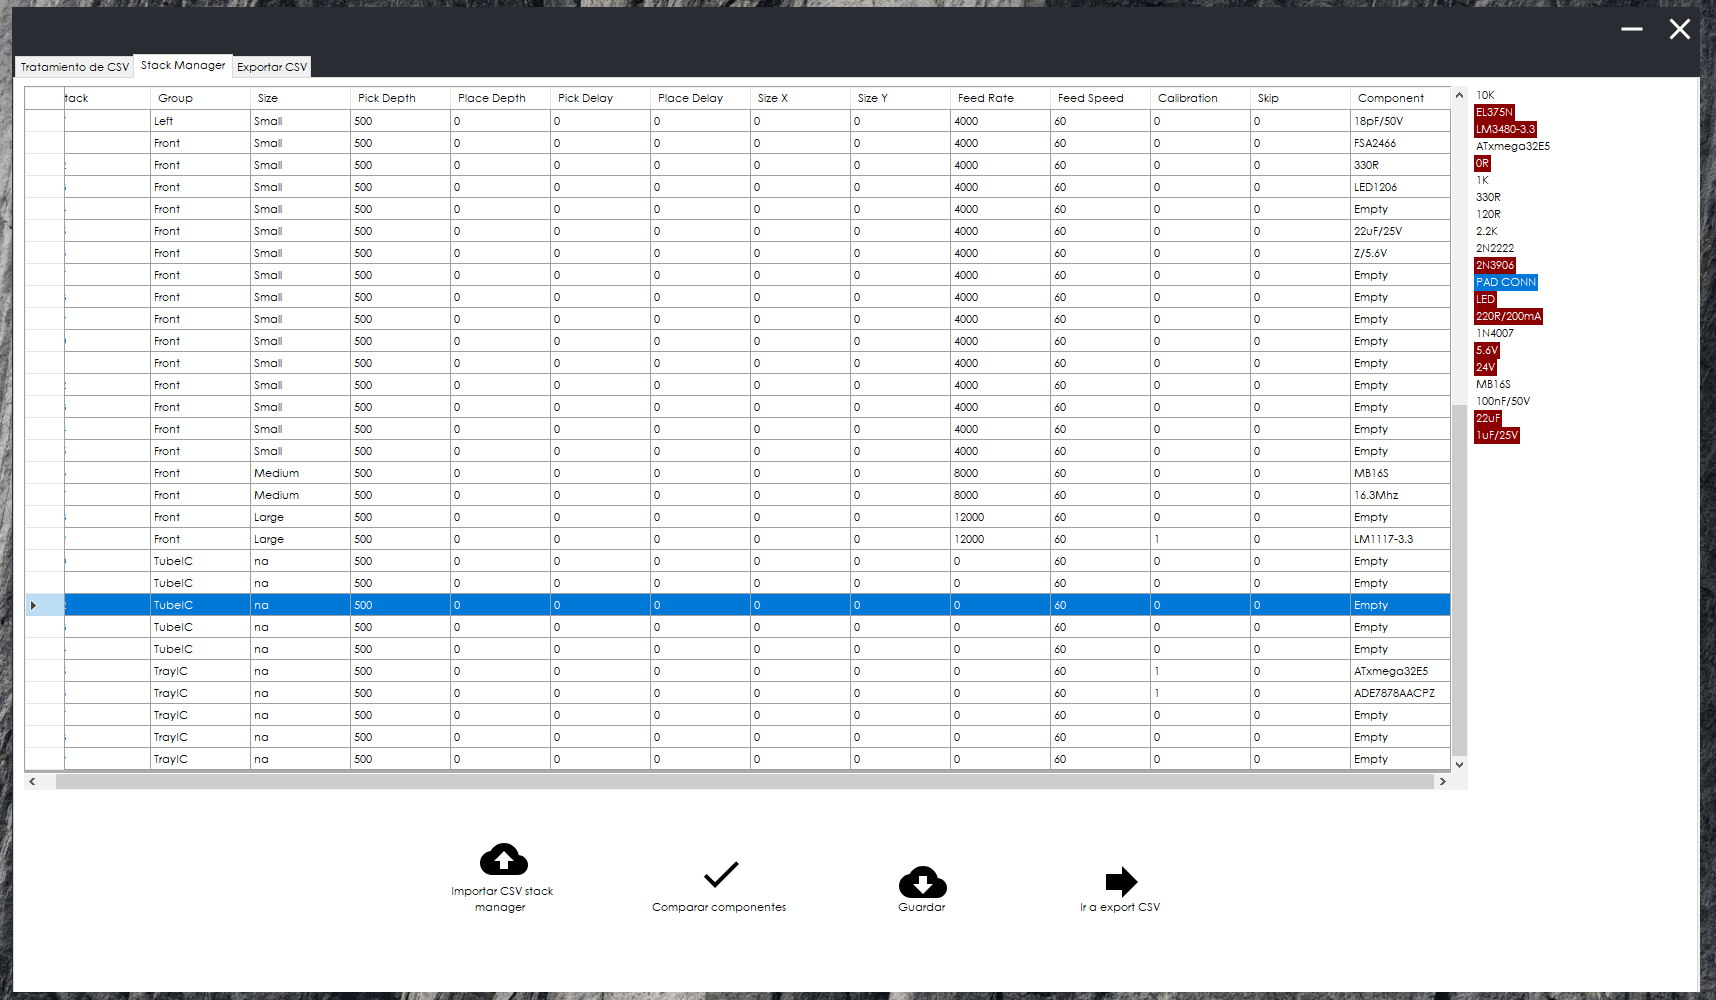 Tratamiento de CSV Stack Manager Exportar CSV
tack Group Size Pick Depth Place Depth Pick Delay Place Delay Size X Size Y Feed Rate Feed Speed Calibration Skip Component
Left Small 500 0 0 0 0 0 4000 60 0 0 18pF/50V
Front Small 500 0 0 0 0 0 4000 60 0 0 FSA2466
Front Small 500 0 0 0 0 0 4000 60 0 0 330R
Front Small 500 0 0 0 0 0 4000 60 0 0 LED1206
Front Small 500 0 0 0 0 0 4000 60 0 0 Empty
Front Small 500 0 0 0 0 0 4000 60 0 0 22uF/25V
Front Small 500 0 0 0 0 0 4000 60 0 0 Z/5.6V
Front Small 500 0 0 0 0 0 4000 60 0 0 Empty
Front Small 500 0 0 0 0 0 4000 60 0 0 Empty
Front Small 500 0 0 0 0 0 4000 60 0 0 Empty
Front Small 500 0 0 0 0 0 4000 60 0 0 Empty
Front Small 500 0 0 0 0 0 4000 60 0 0 Empty
Front Small 500 0 0 0 0 0 4000 60 0 0 Empty
Front Small 500 0 0 0 0 0 4000 60 0 0 Empty
Front Small 500 0 0 0 0 0 4000 60 0 0 Empty
Front Small 500 0 0 0 0 0 4000 60 0 0 Empty
Front Medium 500 0 0 0 0 0 8000 60 0 0 MB16S
Front Medium 500 0 0 0 0 0 8000 60 0 0 16.3Mhz
Front Large 500 0 0 0 0 0 12000 60 0 0 Empty
Front Large 500 0 0 0 0 0 12000 60 1 0 LM1117-3.3
TubeIC na 500 0 0 0 0 0 0 60 0 0 Empty
TubeIC na 500 0 0 0 0 0 0 60 0 0 Empty
TubeIC na 500 0 0 0 0 0 0 60 0 0 Empty
TubeIC na 500 0 0 0 0 0 0 60 0 0 Empty
TubeIC na 500 0 0 0 0 0 0 60 0 0 Empty
TrayIC na 500 0 0 0 0 0 0 60 1 0 ATxmega32E5
TrayIC na 500 0 0 0 0 0 0 60 1 0 ADE7878AACPZ
TrayIC na 500 0 0 0 0 0 0 60 0 0 Empty
TrayIC na 500 0 0 0 0 0 0 60 0 0 Empty
TrayIC na 500 0 0 0 0 0 0 60 0 0 Empty
10K
EL375N
LM3480-3.3
ATxmega32E5
0R
1K
330R
120R
2.2K
2N2222
2N3906
PAD CONN
LED
220R/200mA
1N4007
5.6V
24V
MB16S
100nF/50V
22uF
1uF/25V
Importar CSV stack
manager
Comparar componentes
Guardar
Ir a export CSV